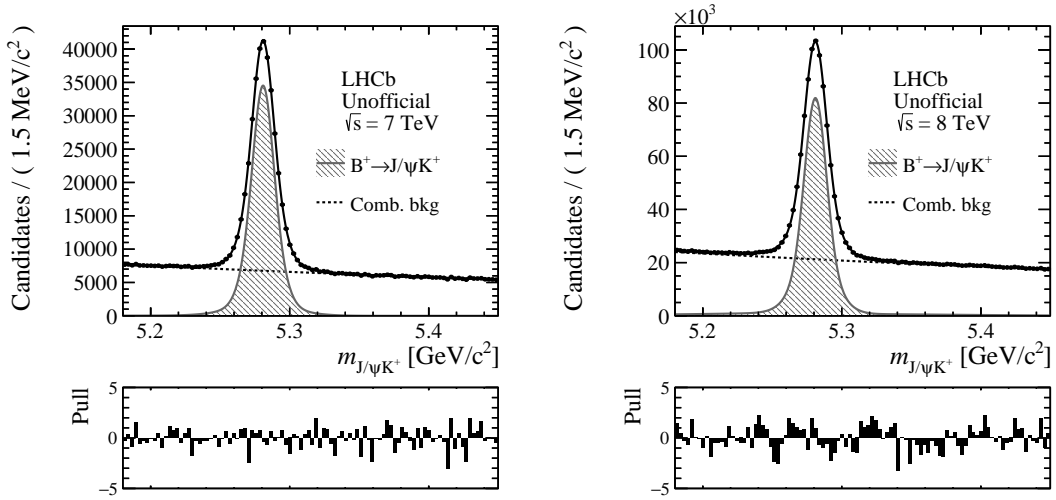 Candidates / ( 1.5 MeV/c²)
40000
35000
30000
25000
20000
15000
10000
5000
0
LHCb
Unofficial
√s = 7 TeV
B⁺→J/ψK⁺
Comb. bkg
5.2 5.3 5.4
m_J/ψK⁺ [GeV/c²]
Pull
5
0
−5
Candidates / ( 1.5 MeV/c²)
×10³
100
80
60
40
20
0
LHCb
Unofficial
√s = 8 TeV
B⁺→J/ψK⁺
Comb. bkg
5.2 5.3 5.4
m_J/ψK⁺ [GeV/c²]
Pull
5
0
−5